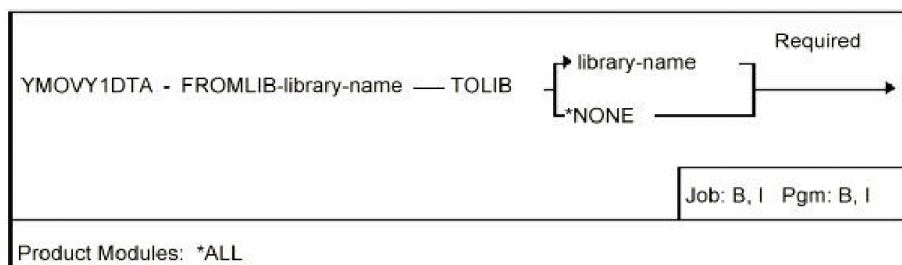 Required
YMOVY1DTA - FROMLIB-library-name — TOLIB
library-name
*NONE
Job: B, I Pgm: B, I
Product Modules: *ALL